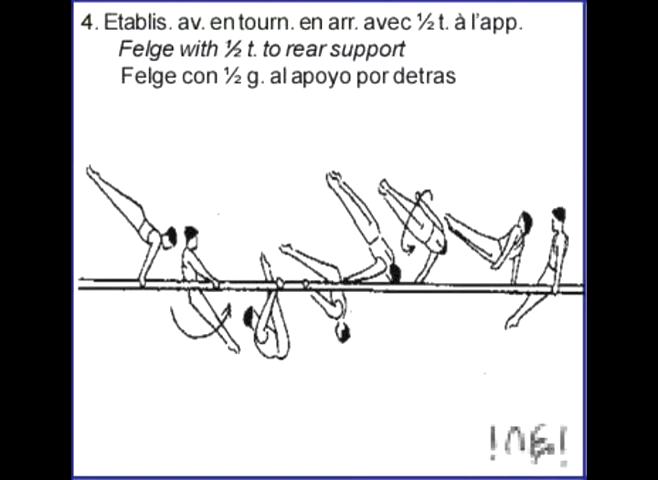 4. Etablis. av. en tourn. en arr. avec ½ t. à l'app.
Felge with ½ t. to rear support
Felge con ½ g. al apoyo por detras